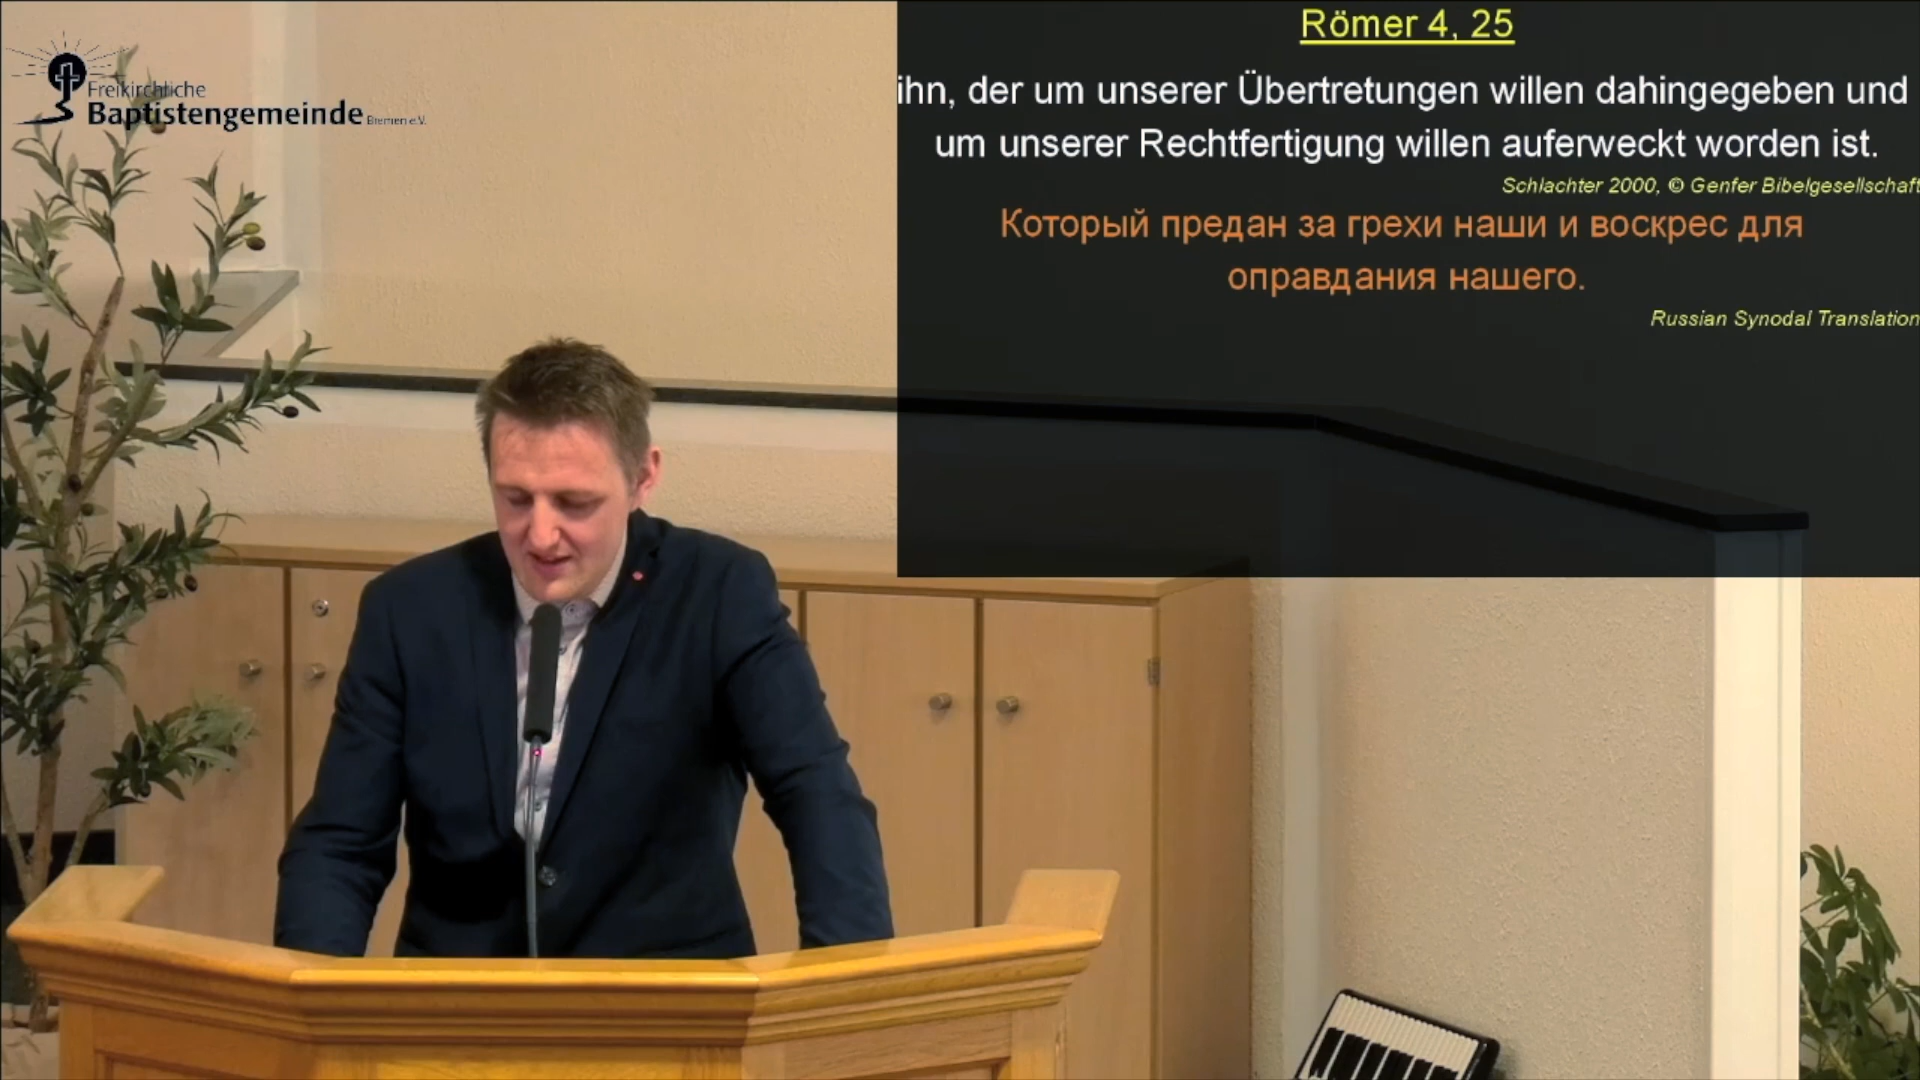 Freikirchliche
Baptistengemeinde Bremen e.V.
Römer 4, 25
ihn, der um unserer Übertretungen willen dahingegeben und
um unserer Rechtfertigung willen auferweckt worden ist.
Schlachter 2000, © Genfer Bibelgesellschaft
Который предан за грехи наши и воскрес для
оправдания нашего.
Russian Synodal Translation